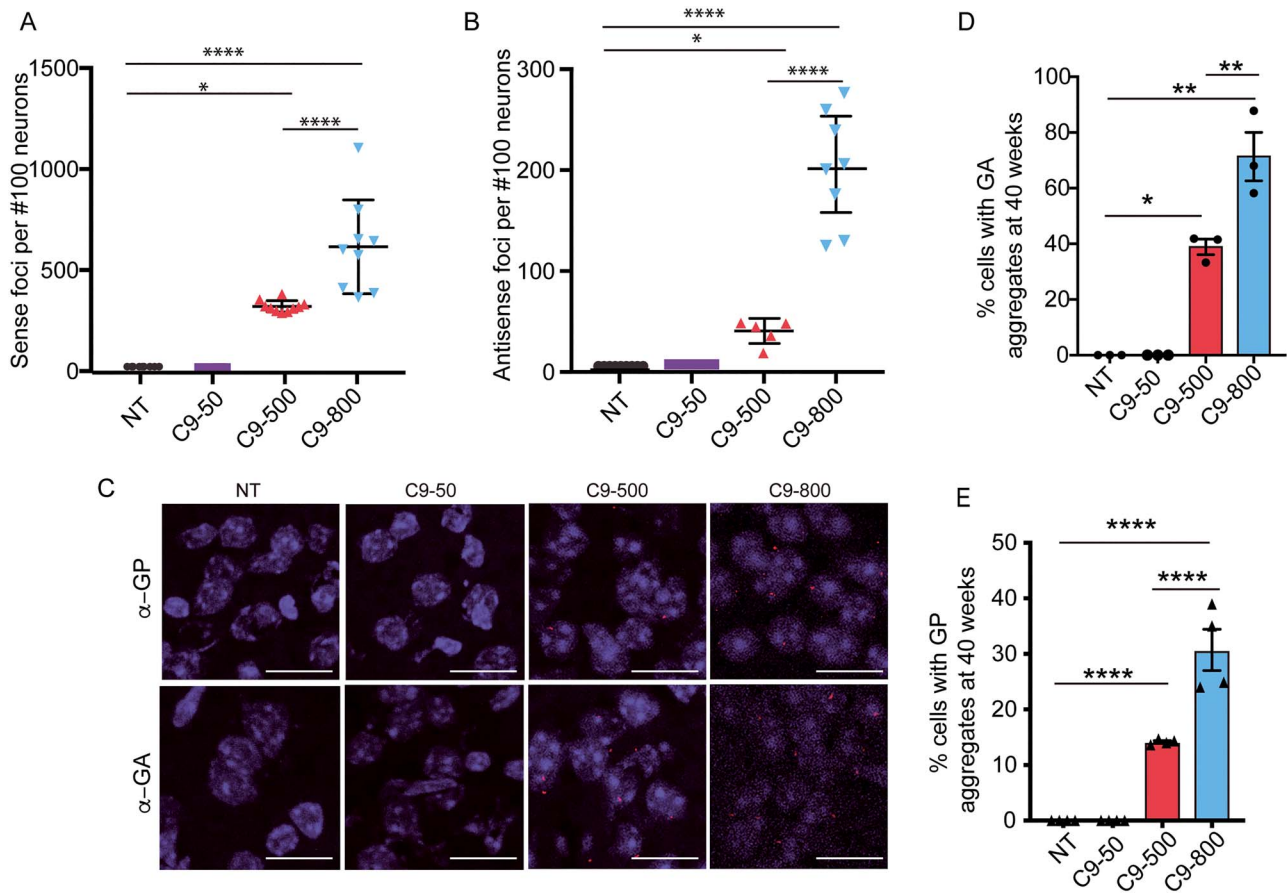 A
Sense foci per #100 neurons
1500
1000
500
0
****
*
****
NT
C9-50
C9-500
C9-800
B
Antisense foci per #100 neurons
300
200
100
0
****
*
****
NT
C9-50
C9-500
C9-800
D
% cells with GA
aggregates at 40 weeks
100
80
60
40
20
0
**
**
*
NT
C9-50
C9-500
C9-800
C
NT C9-50 C9-500 C9-800
α-GP
α-GA
E
% cells with GP
aggregates at 40 weeks
50
40
30
20
10
0
****
****
****
NT
C9-50
C9-500
C9-800